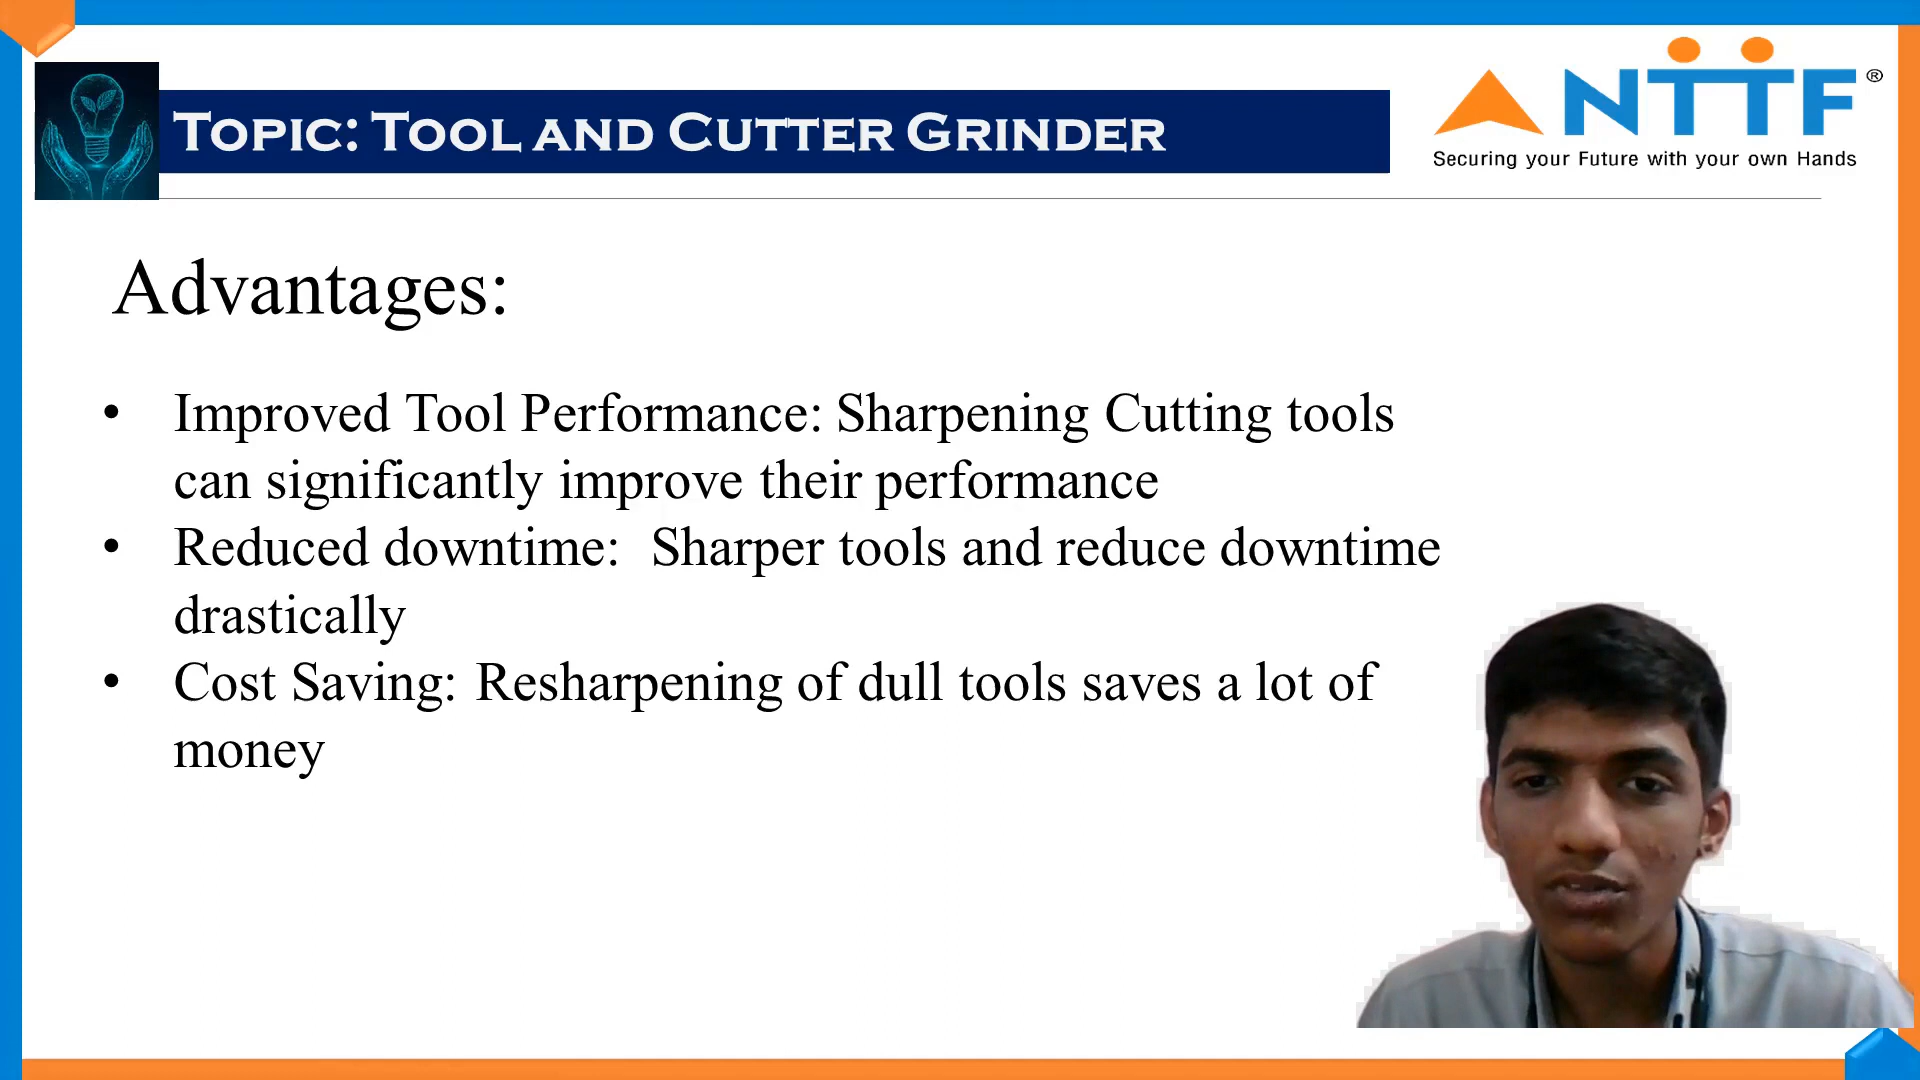 TOPIC: TOOL AND CUTTER GRINDER
NTTF®
Securing your Future with your own Hands
Advantages:
• Improved Tool Performance: Sharpening Cutting tools
can significantly improve their performance
• Reduced downtime:  Sharper tools and reduce downtime
drastically
• Cost Saving: Resharpening of dull tools saves a lot of
money